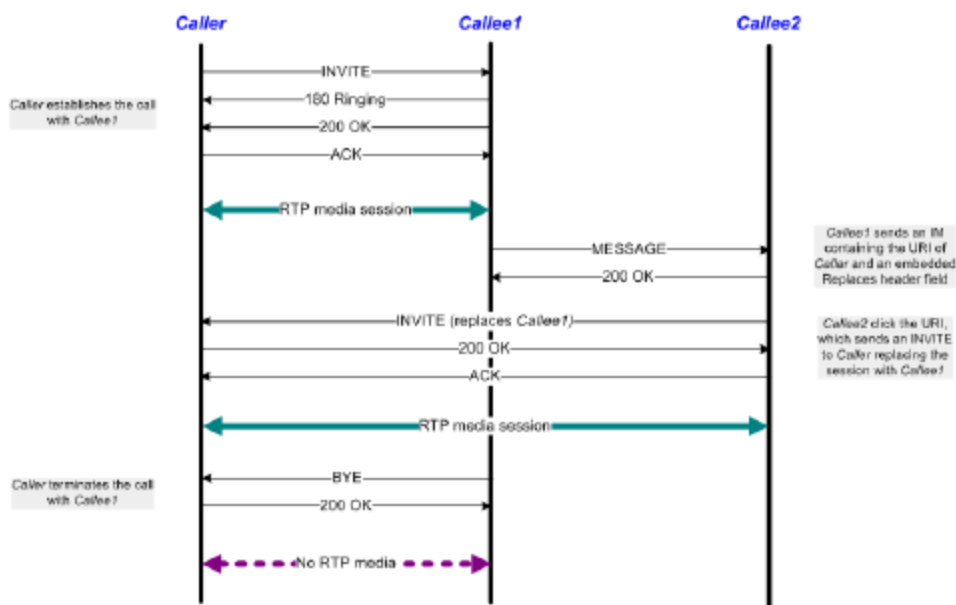 Caller Callee1 Callee2
INVITE
180 Ringing
Caller establishes the call
with Callee1
200 OK
ACK
RTP media session
MESSAGE
200 OK
Callee1 sends an IM
containing the URI of
Caller and an embedded
Replaces header field
INVITE (replaces Callee1)
200 OK
ACK
Callee2 click the URI,
which sends an INVITE
to Caller replacing the
session with Callee1
RTP media session
BYE
200 OK
Caller terminates the call
with Callee1
No RTP media